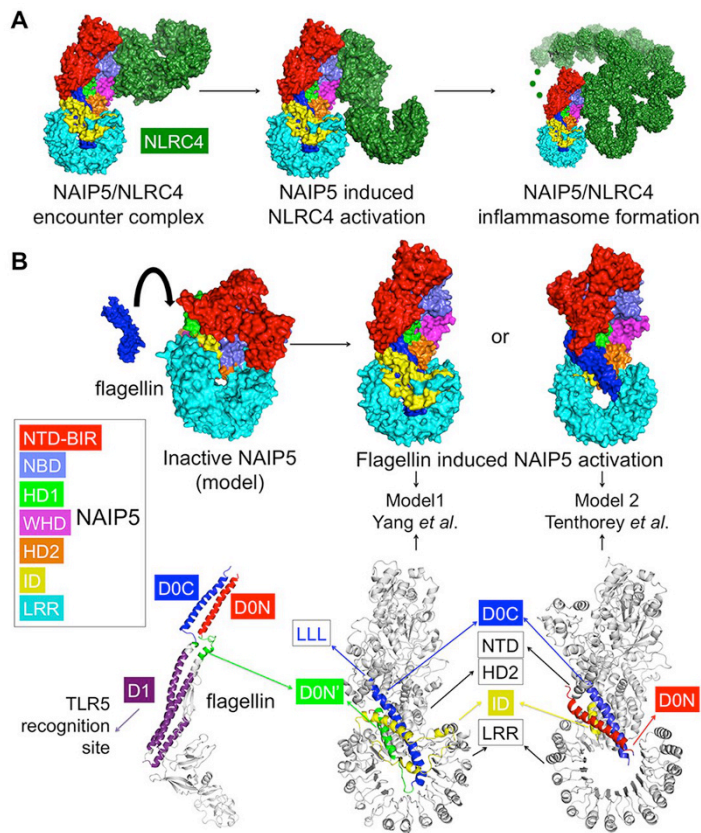 A
NLRC4
NAIP5/NLRC4
encounter complex
NAIP5 induced
NLRC4 activation
NAIP5/NLRC4
inflammasome formation
B
flagellin
or
Inactive NAIP5
(model)
Flagellin induced NAIP5 activation
NTD-BIR
NBD
HD1
WHD
HD2
ID
LRR
NAIP5
Model1
Yang et al.
Model 2
Tenthorey et al.
D0C
D0N
D1
flagellin
TLR5
recognition
site
LLL
D0N'
D0C
NTD
HD2
ID
LRR
D0N